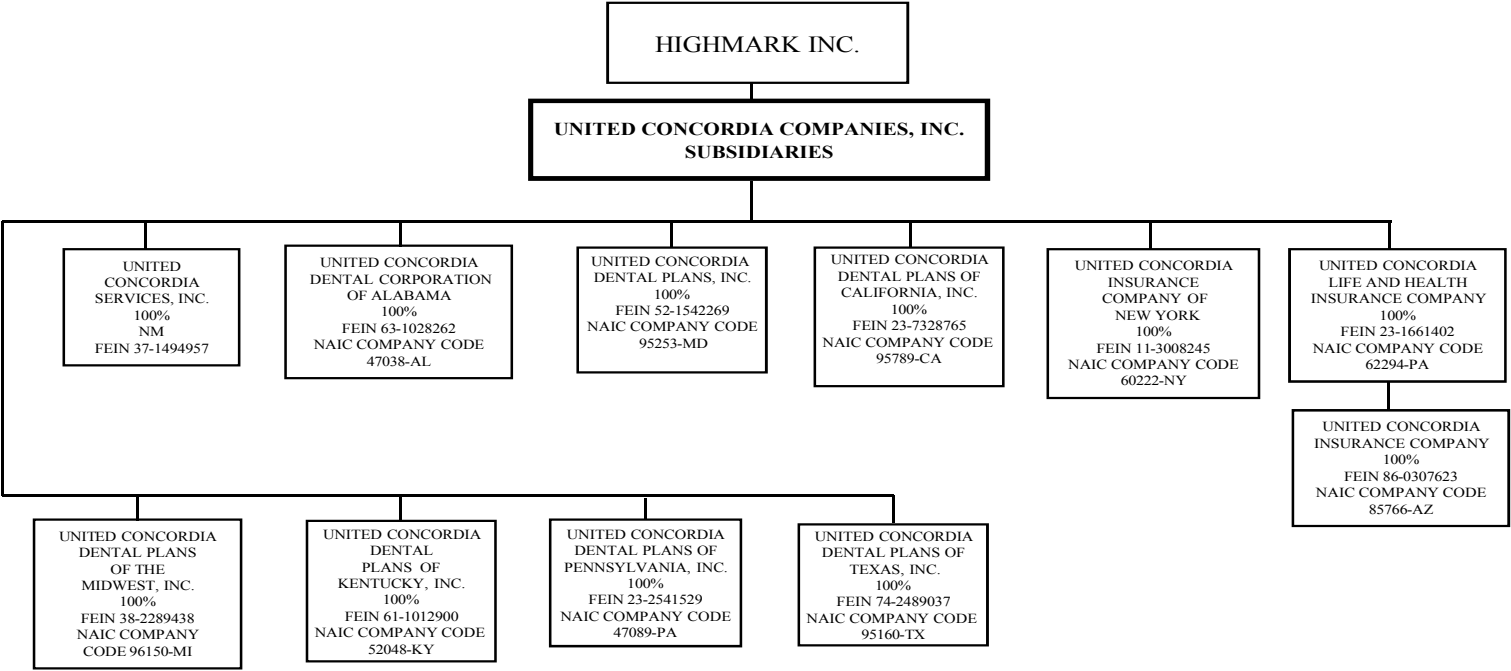 HIGHMARK INC.
UNITED CONCORDIA COMPANIES, INC.
SUBSIDIARIES
UNITED
CONCORDIA
SERVICES, INC.
100%
NM
FEIN 37-1494957
UNITED CONCORDIA
DENTAL CORPORATION
OF ALABAMA
100%
FEIN 63-1028262
NAIC COMPANY CODE
47038-AL
UNITED CONCORDIA
DENTAL PLANS, INC.
100%
FEIN 52-1542269
NAIC COMPANY CODE
95253-MD
UNITED CONCORDIA
DENTAL PLANS OF
CALIFORNIA, INC.
100%
FEIN 23-7328765
NAIC COMPANY CODE
95789-CA
UNITED CONCORDIA
INSURANCE
COMPANY OF
NEW YORK
100%
FEIN 11-3008245
NAIC COMPANY CODE
60222-NY
UNITED CONCORDIA
LIFE AND HEALTH
INSURANCE COMPANY
100%
FEIN 23-1661402
NAIC COMPANY CODE
62294-PA
UNITED CONCORDIA
INSURANCE COMPANY
100%
FEIN 86-0307623
NAIC COMPANY CODE
85766-AZ
UNITED CONCORDIA
DENTAL PLANS
OF THE
MIDWEST, INC.
100%
FEIN 38-2289438
NAIC COMPANY
CODE 96150-MI
UNITED CONCORDIA
DENTAL
PLANS OF
KENTUCKY, INC.
100%
FEIN 61-1012900
NAIC COMPANY CODE
52048-KY
UNITED CONCORDIA
DENTAL PLANS OF
PENNSYLVANIA, INC.
100%
FEIN 23-2541529
NAIC COMPANY CODE
47089-PA
UNITED CONCORDIA
DENTAL PLANS OF
TEXAS, INC.
100%
FEIN 74-2489037
NAIC COMPANY CODE
95160-TX